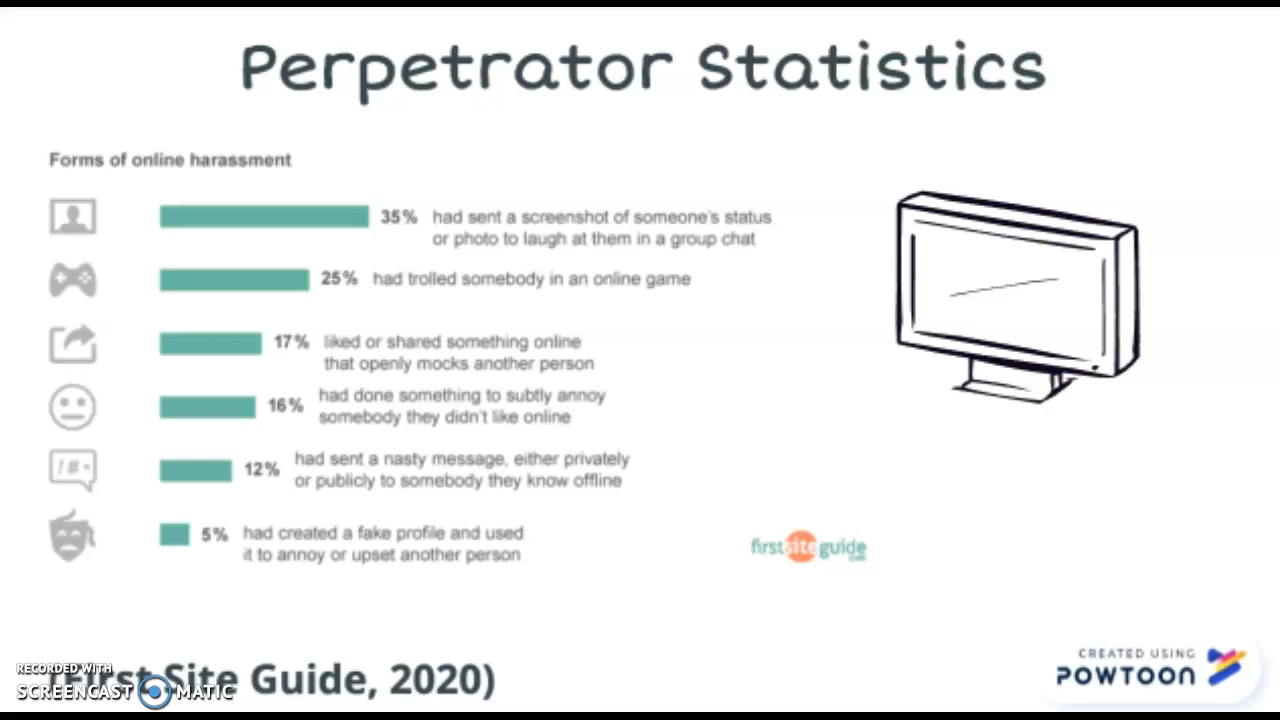 Perpetrator Statistics
Forms of online harassment
35% had sent a screenshot of someone's status
or photo to laugh at them in a group chat
25% had trolled somebody in an online game
17% liked or shared something online
that openly mocks another person
16% had done something to subtly annoy
somebody they didn't like online
!#*
12% had sent a nasty message, either privately
or publicly to somebody they know offline
5% had created a fake profile and used
it to annoy or upset another person
firstsiteguide
(First Site Guide, 2020)
RECORDED WITH
SCREENCAST MATIC
CREATED USING
POWTOON